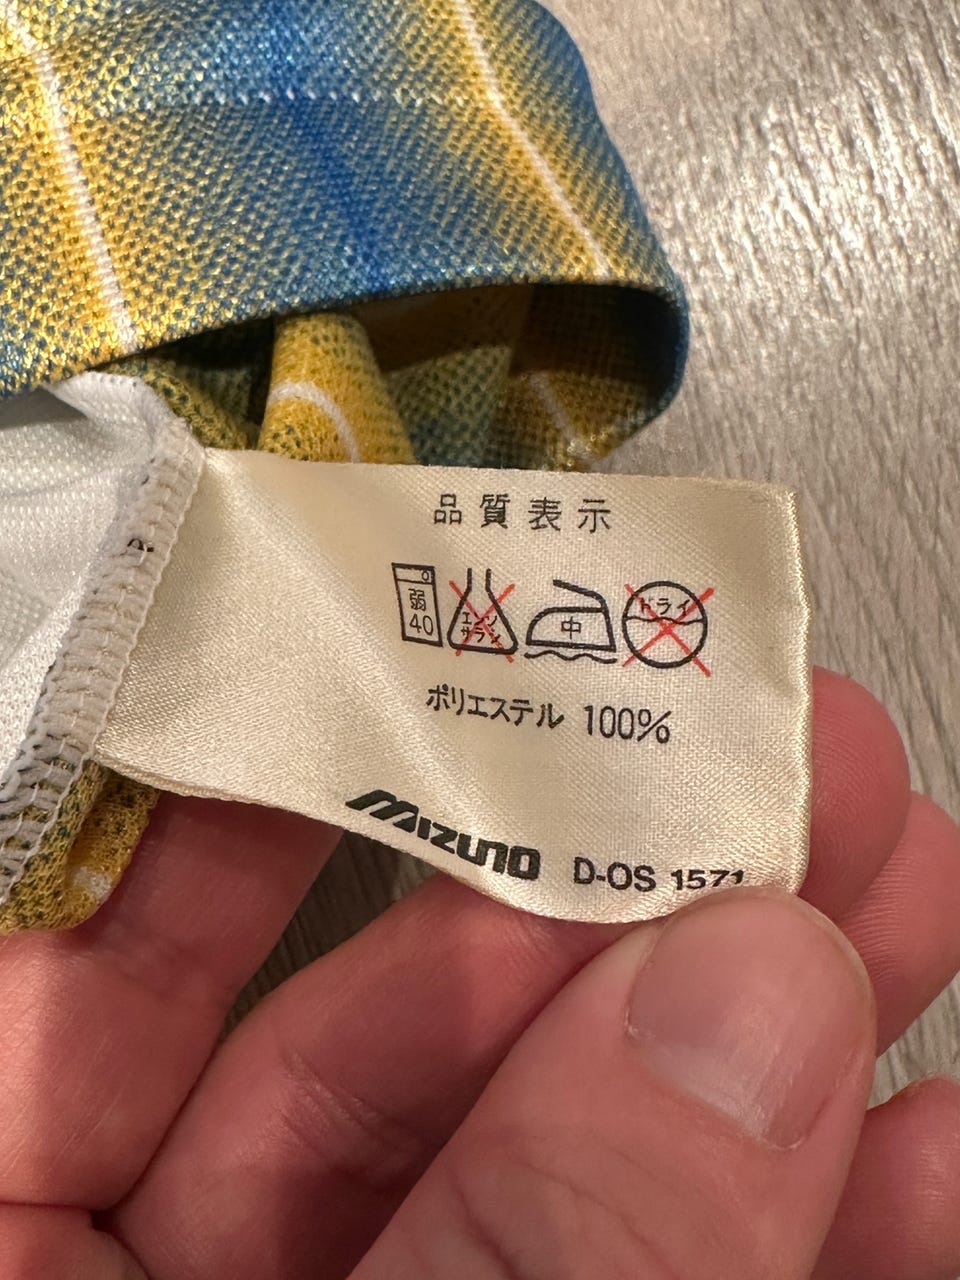 品質表示
弱 40 エンソサラシ 中 ドライ
ポリエステル 100%
Mizuno D-OS 1571